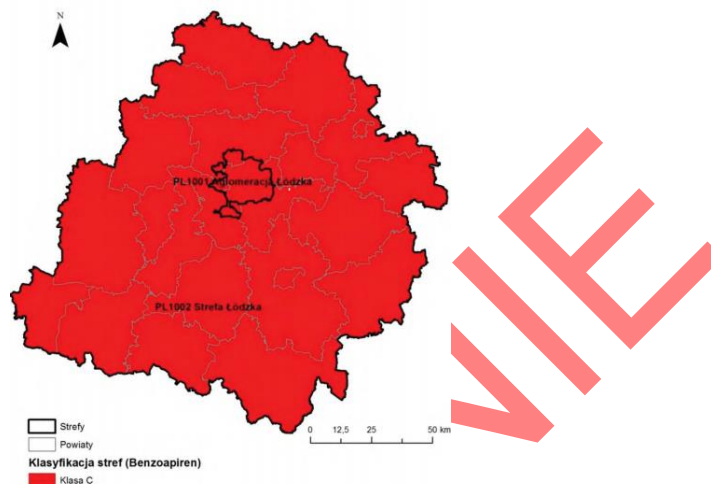 N
PL1001 Aglomeracja Łódzka
PL1002 Strefa Łódzka
0 12,5 25 50 km
Strefy
Powiaty
Klasyfikacja stref (Benzoapiren)
Klasa C
NIE